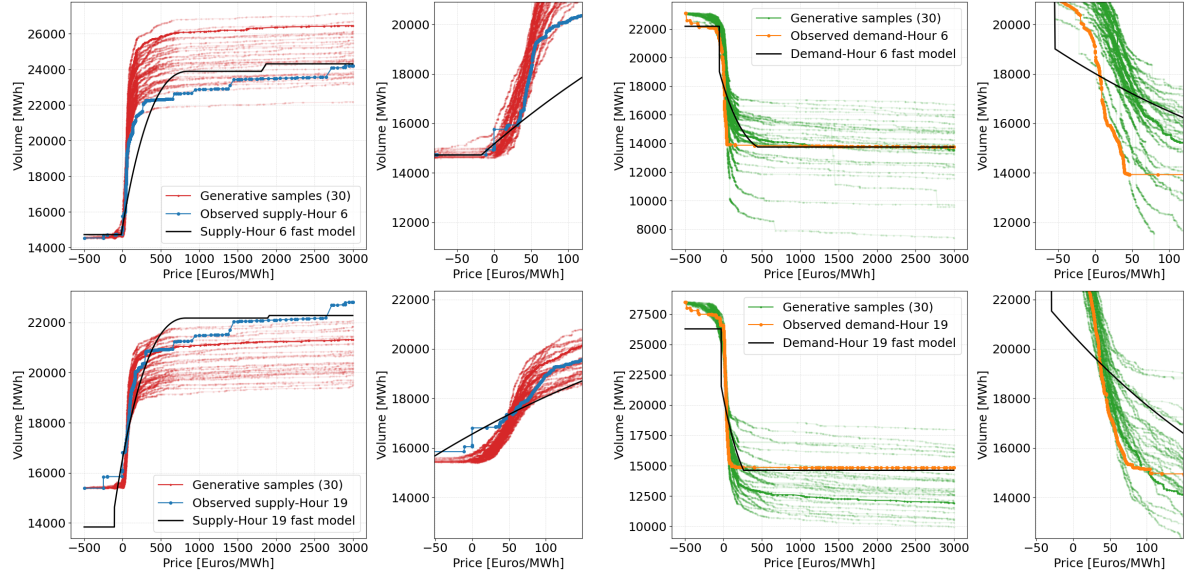 26000
24000
22000
20000
18000
16000
14000
Volume [MWh]
−500 0 500 1000 1500 2000 2500 3000
Price [Euros/MWh]
Generative samples (30)
Observed supply-Hour 6
Supply-Hour 6 fast model
20000
18000
16000
14000
12000
Volume [MWh]
−50 0 50 100
Price [Euros/MWh]
22000
20000
18000
16000
14000
12000
10000
8000
Volume [MWh]
−500 0 500 1000 1500 2000 2500 3000
Price [Euros/MWh]
Generative samples (30)
Observed demand-Hour 6
Demand-Hour 6 fast model
20000
18000
16000
14000
12000
Volume [MWh]
−50 0 50 100
Price [Euros/MWh]
22000
20000
18000
16000
14000
Volume [MWh]
−500 0 500 1000 1500 2000 2500 3000
Price [Euros/MWh]
Generative samples (30)
Observed supply-Hour 19
Supply-Hour 19 fast model
22000
20000
18000
16000
14000
Volume [MWh]
−50 0 50 100
Price [Euros/MWh]
27500
25000
22500
20000
17500
15000
12500
10000
Volume [MWh]
−500 0 500 1000 1500 2000 2500 3000
Price [Euros/MWh]
Generative samples (30)
Observed demand-Hour 19
Demand-Hour 19 fast model
22000
20000
18000
16000
14000
Volume [MWh]
−50 0 50 100
Price [Euros/MWh]